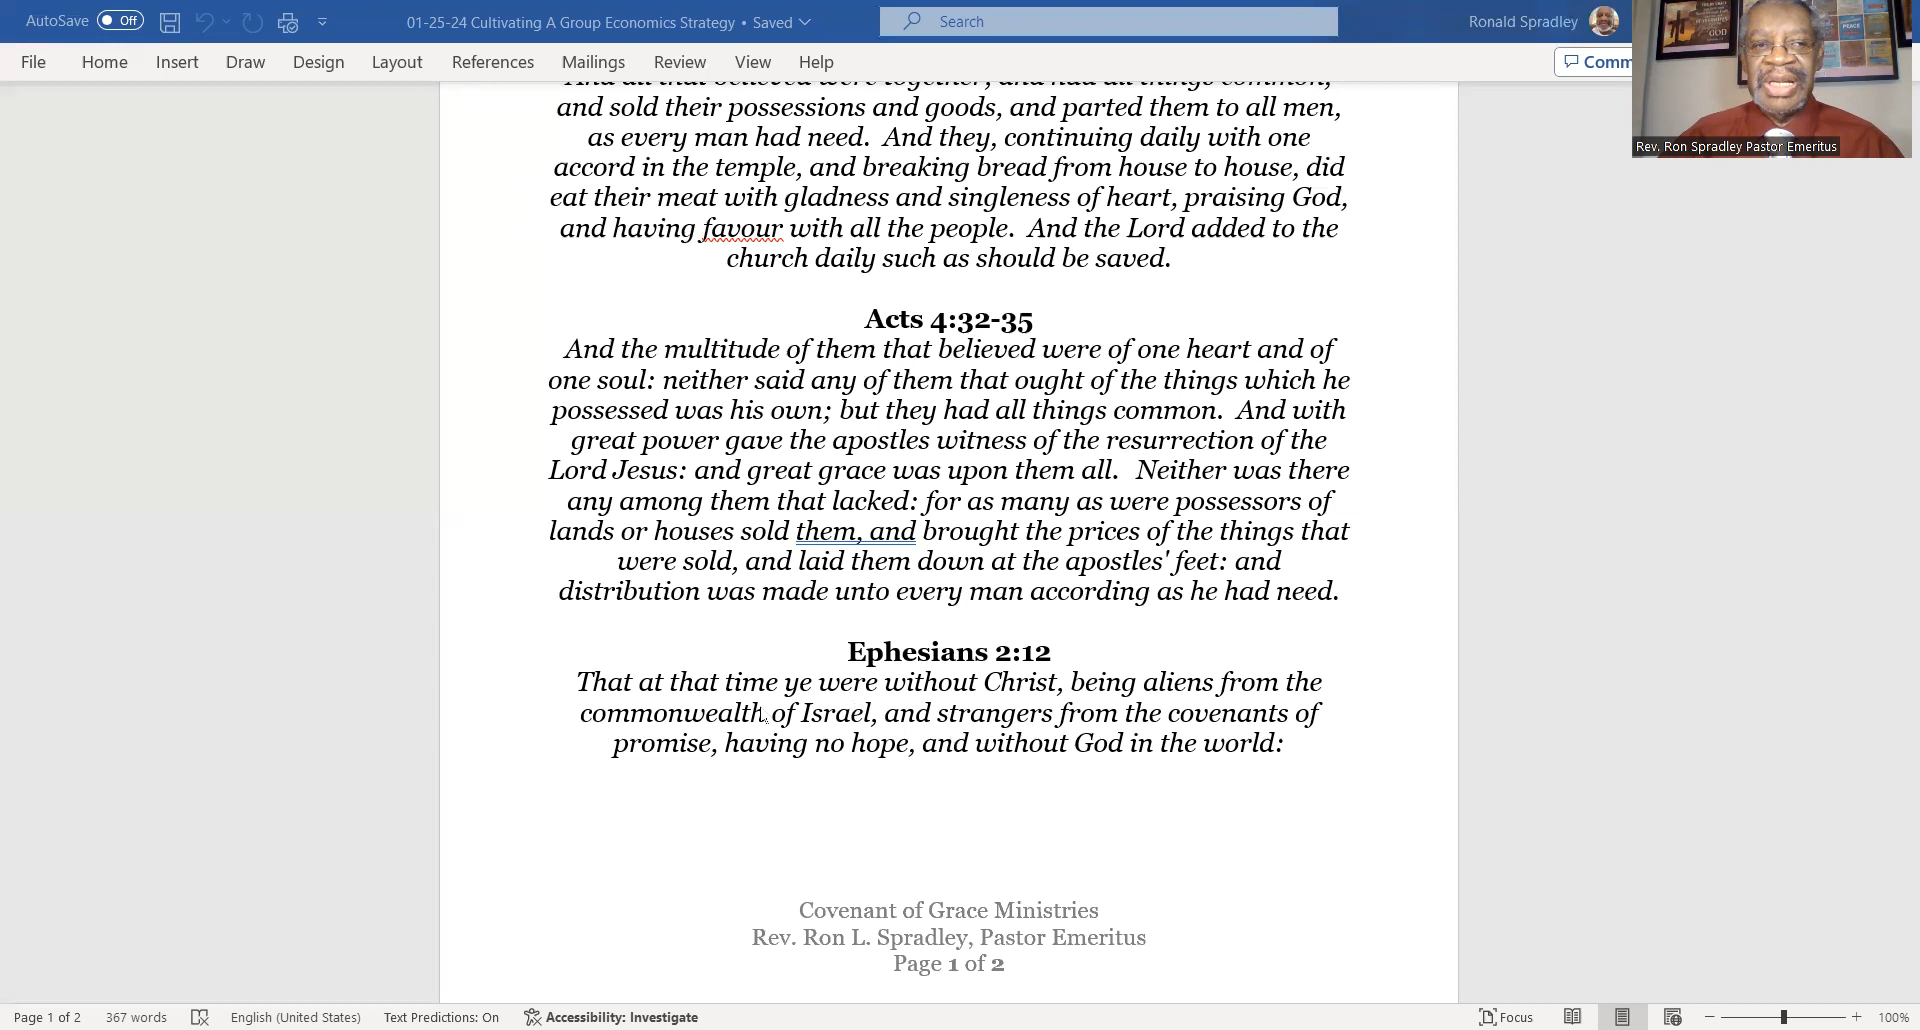 AutoSave Off
01-25-24 Cultivating A Group Economics Strategy • Saved
Search
Ronald Spradley
File Home Insert Draw Design Layout References Mailings Review View Help
Comm
And all that believed were together, and had all things common,
and sold their possessions and goods, and parted them to all men,
as every man had need.  And they, continuing daily with one
accord in the temple, and breaking bread from house to house, did
eat their meat with gladness and singleness of heart, praising God,
and having favour with all the people.  And the Lord added to the
church daily such as should be saved.
Acts 4:32-35
And the multitude of them that believed were of one heart and of
one soul: neither said any of them that ought of the things which he
possessed was his own; but they had all things common.  And with
great power gave the apostles witness of the resurrection of the
Lord Jesus: and great grace was upon them all.  Neither was there
any among them that lacked: for as many as were possessors of
lands or houses sold them, and brought the prices of the things that
were sold, and laid them down at the apostles' feet: and
distribution was made unto every man according as he had need.
Ephesians 2:12
That at that time ye were without Christ, being aliens from the
commonwealth of Israel, and strangers from the covenants of
promise, having no hope, and without God in the world:
Covenant of Grace Ministries
Rev. Ron L. Spradley, Pastor Emeritus
Page 1 of 2
GOD
PEACE
Rev. Ron Spradley Pastor Emeritus
Page 1 of 2 367 words English (United States) Text Predictions: On Accessibility: Investigate Focus 100%